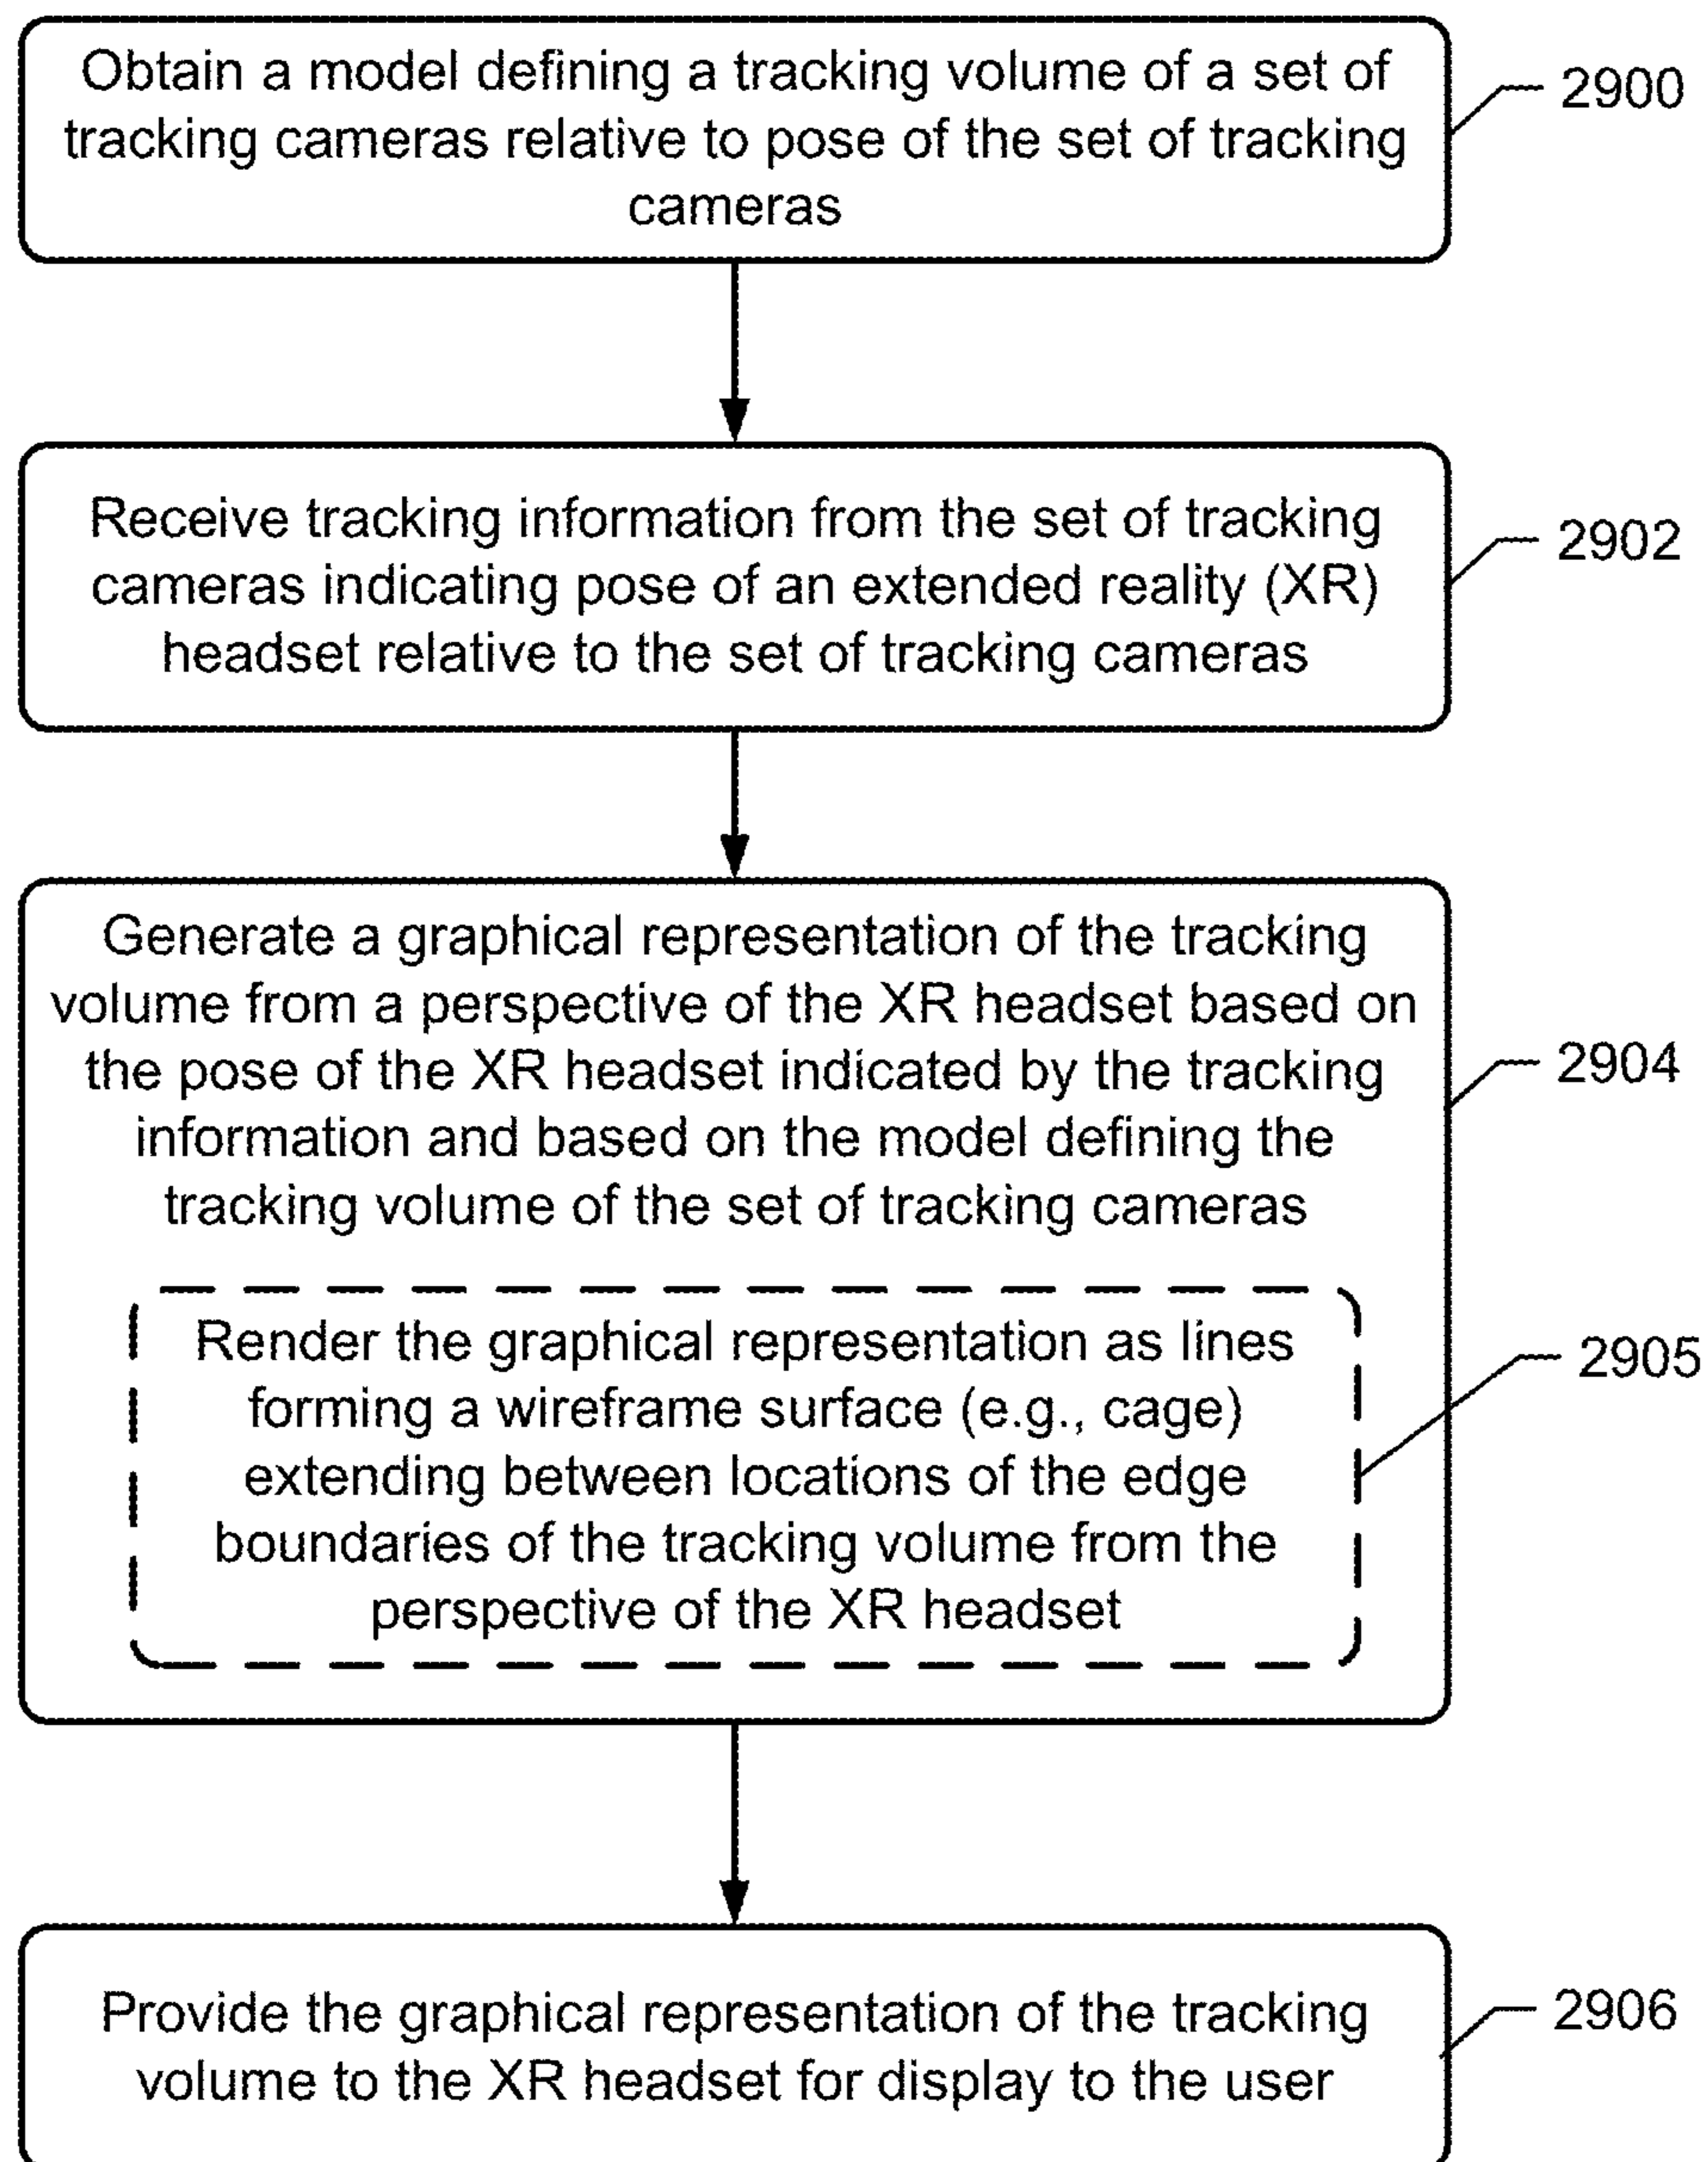 Obtain a model defining a tracking volume of a set of
tracking cameras relative to pose of the set of tracking
cameras
2900
Receive tracking information from the set of tracking
cameras indicating pose of an extended reality (XR)
headset relative to the set of tracking cameras
2902
Generate a graphical representation of the tracking
volume from a perspective of the XR headset based on
the pose of the XR headset indicated by the tracking
information and based on the model defining the
tracking volume of the set of tracking cameras
2904
Render the graphical representation as lines
forming a wireframe surface (e.g., cage)
extending between locations of the edge
boundaries of the tracking volume from the
perspective of the XR headset
2905
Provide the graphical representation of the tracking
volume to the XR headset for display to the user
2906